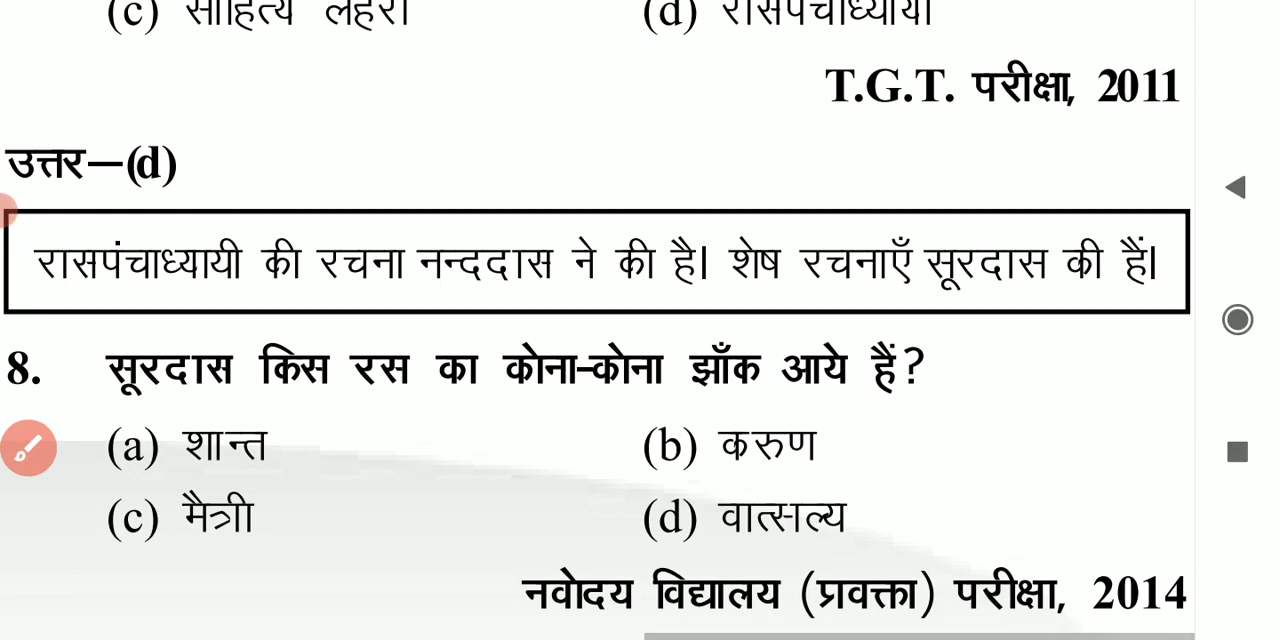 (c) साहित्य लहरी (d) रासपंचाध्यायी
T.G.T. परीक्षा, 2011
उत्तर–(d)
रासपंचाध्यायी की रचना नन्ददास ने की है। शेष रचनाएँ सूरदास की हैं।
8. सूरदास किस रस का कोना-कोना झाँक आये हैं?
(a) शान्त (b) करुण
(c) मैत्री (d) वात्सल्य
नवोदय विद्यालय (प्रवक्ता) परीक्षा, 2014